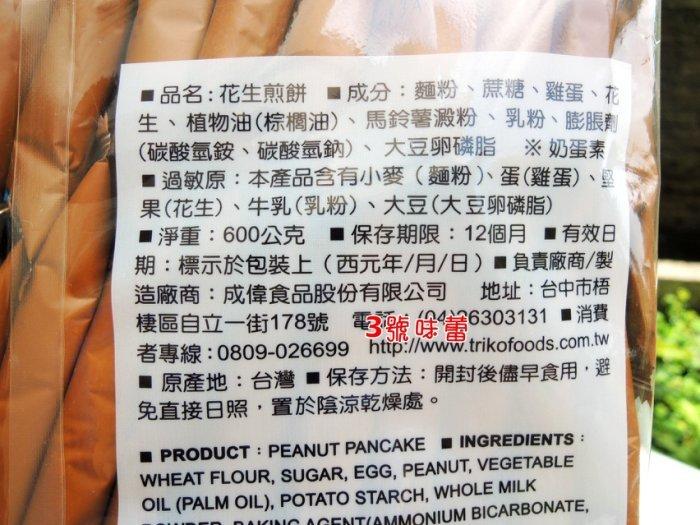 ■品名:花生煎餅 ■成分:麵粉、蔗糖、雞蛋、花
生、植物油(棕櫚油)、馬鈴薯澱粉、乳粉、膨脹劑
(碳酸氫銨、碳酸氫鈉)、大豆卵磷脂 ※奶蛋素
■過敏原:本產品含有小麥(麵粉)、蛋(雞蛋)、堅
果(花生)、牛乳(乳粉)、大豆(大豆卵磷脂)
■淨重:600公克 ■保存期限:12個月 ■有效日
期:標示於包裝上(西元年/月/日)■負責廠商/製
造廠商:成偉食品股份有限公司 地址:台中市梧
棲區自立一街178號 6303131 ■消費
3號味蕾
者專線:0809-026699 http://www.trikofoods.com.tw
■原產地:台灣 ■保存方法:開封後儘早食用,避
免直接日照,置於陰涼乾燥處。
■ PRODUCT:PEANUT PANCAKE ■ INGREDIENTS:
WHEAT FLOUR, SUGAR, EGG, PEANUT, VEGETABLE
OIL (PALM OIL), POTATO STARCH, WHOLE MILK
POWDER, BAKING AGENT(AMMONIUM BICARBONATE,